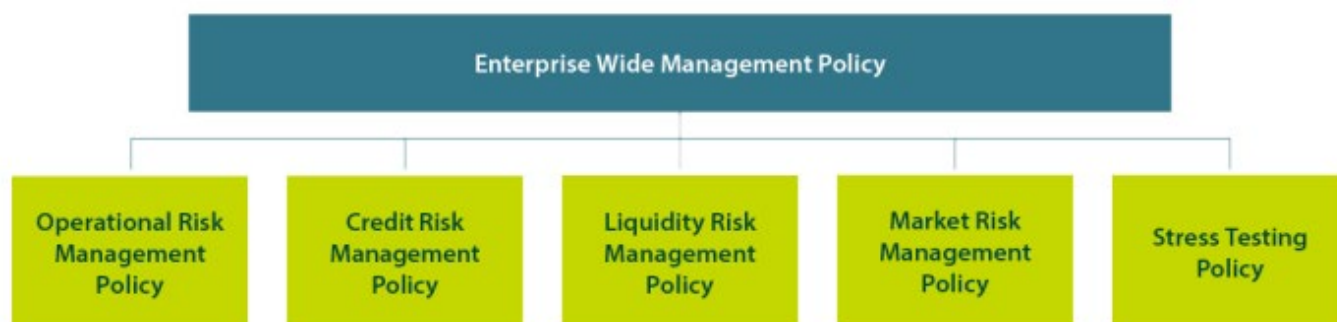 Enterprise Wide Management Policy
Operational Risk
Management
Policy
Credit Risk
Management
Policy
Liquidity Risk
Management
Policy
Market Risk
Management
Policy
Stress Testing
Policy